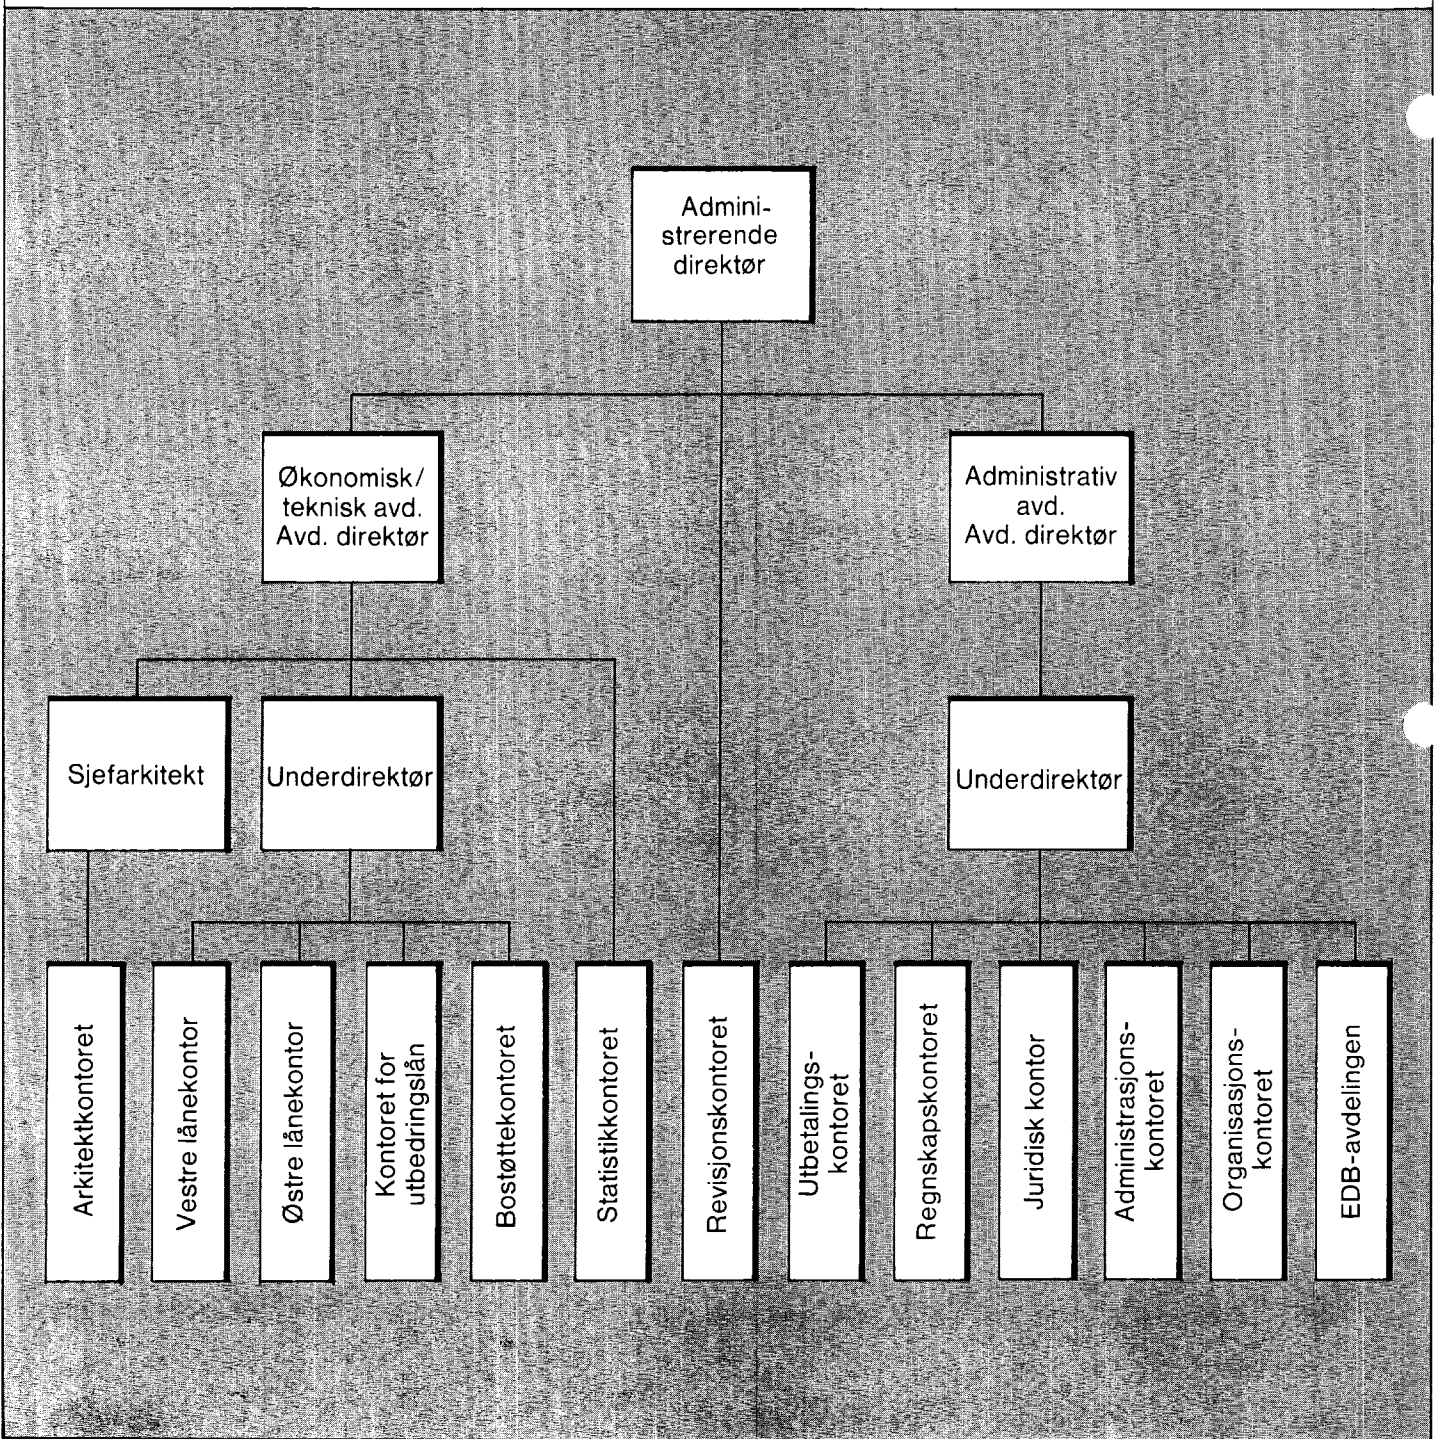 Admini-
strerende
direktør
Økonomisk/
teknisk avd.
Avd. direktør
Administrativ
avd.
Avd. direktør
Sjefarkitekt
Underdirektør
Underdirektør
Arkitektkontoret
Vestre lånekontor
Østre lånekontor
Kontoret for
utbedringslån
Bostøttekontoret
Statistikkontoret
Revisjonskontoret
Utbetalings-
kontoret
Regnskapskontoret
Juridisk kontor
Administrasjons-
kontoret
Organisasjons-
kontoret
EDB-avdelingen